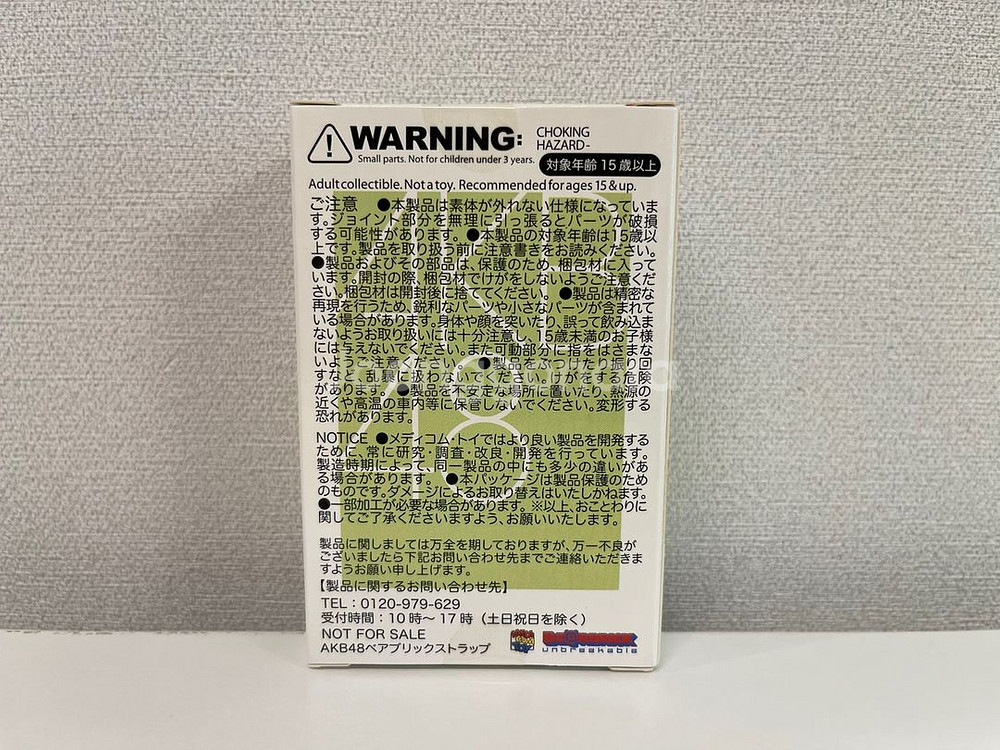 WARNING:
CHOKING
HAZARD-
Small parts. Not for children under 3 years.
対象年齢 15歳以上
Adult collectible. Not a toy. Recommended for ages 15 & up.
ご注意 ●本製品は素体が外れない仕様になっていま
す。ジョイント部分を無理に引っ張るとパーツが破損
する可能性があります。●本製品の対象年齢は15歳以
上です。製品を取り扱う前に注意書きをお読みください。
●製品およびその部品は、保護のため、梱包材に入って
います。開封の際、梱包材でけがをしないようご注意くだ
さい。梱包材は開封後に捨ててください。●製品は精密な
再現を行うため、鋭利なパーツや小さなパーツが含まれて
いる場合があります。身体や顔を突いたり、誤って飲み込ま
ないようお取り扱いには十分注意し、15歳未満のお子様
には与えないでください。また可動部分に指をはさまな
いようご注意ください。●製品をぶつけたり振り回
すなど、乱暴に扱わないでください。けがをする危険
があります。●製品を不安定な場所に置いたり、熱源の
近くや高温の車内等に保管しないでください。変形する
恐れがあります。
NOTICE ●メディコム・トイではより良い製品を開発する
ために、常に研究・調査・改良・開発を行っています。
製造時期によって、同一製品の中にも多少の違いがあ
る場合があります。●本パッケージは製品保護のため
のものです。ダメージによるお取り替えはいたしかねます。
●一部加工が必要な場合があります。※以上、おことわりに
関してご了承くださいますよう、お願いいたします。
製品に関しましては万全を期しておりますが、万一不良が
ございましたら下記お問い合わせ先までご連絡いただきま
すようお願い申し上げます。
【製品に関するお問い合わせ先】
TEL：0120-979-629
受付時間：10時～17時（土日祝日を除く）
NOT FOR SALE
AKB48ベアブリックストラップ
BE@RBRICK
unbreakable